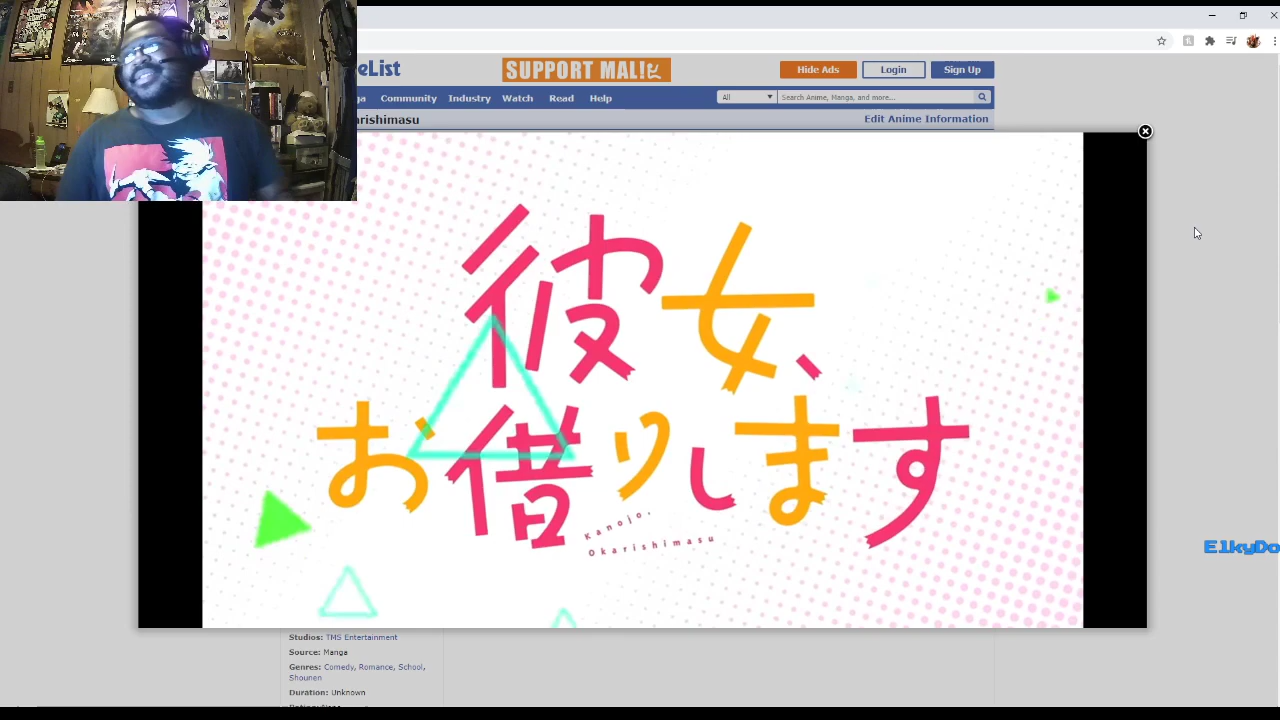 eList
SUPPORT MAL!
Hide Ads
Login
Sign Up
ga Community Industry Watch Read Help
All
Search Anime, Manga, and more...
arishimasu
Edit Anime Information
彼女、
お借りします
Kanojo,
Okarishimasu
E1kyDo
Studios: TMS Entertainment
Source: Manga
Genres: Comedy, Romance, School,
Shounen
Duration: Unknown